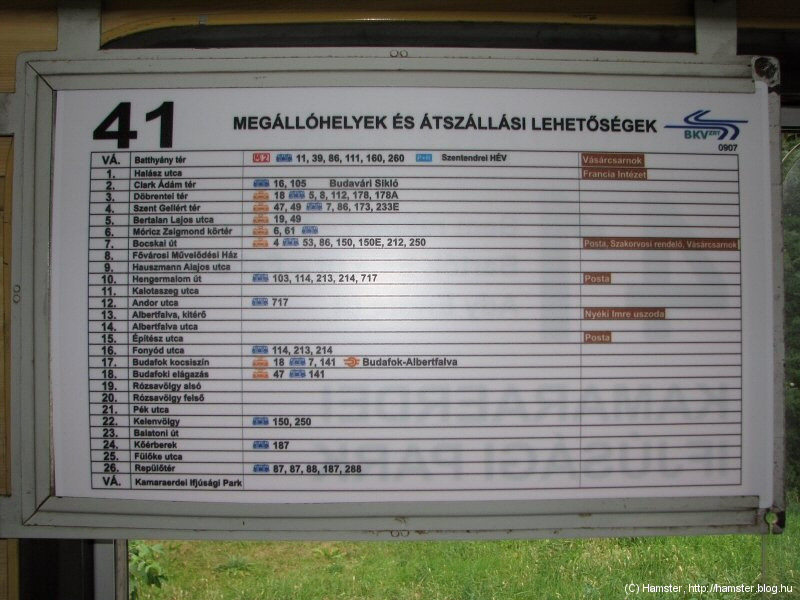 41 MEGÁLLÓHELYEK ÉS ÁTSZÁLLÁSI LEHETŐSÉGEK BKV ZRT
0907
VÁ. Batthyány tér M2 11, 39, 86, 111, 160, 260 P+R Szentendrei HÉV Vásárcsarnok
1. Halász utca Francia Intézet
2. Clark Ádám tér 16, 105 Budavári Sikló
3. Döbrentei tér 18 5, 8, 112, 178, 178A
4. Szent Gellért tér 47, 49 7, 86, 173, 233E
5. Bertalan Lajos utca 19, 49
6. Móricz Zsigmond körtér 6, 61
7. Bocskai út 4 53, 86, 150, 150E, 212, 250 Posta, Szakorvosi rendelő, Vásárcsarnok
8. Fővárosi Művelődési Ház
9. Hauszmann Alajos utca
10. Hengermalom út 103, 114, 213, 214, 717 Posta
11. Kalotaszeg utca
12. Andor utca 717
13. Albertfalva, kitérő Nyéki Imre uszoda
14. Albertfalva utca
15. Építész utca Posta
16. Fonyód utca 114, 213, 214
17. Budafok kocsiszín 18 7, 141 Budafok-Albertfalva
18. Budafoki elágazás 47 141
19. Rózsavölgy alsó
20. Rózsavölgy felső
21. Pék utca
22. Kelenvölgy 150, 250
23. Balatoni út
24. Kőérberek 187
25. Fülőke utca
26. Repülőtér 87, 87, 88, 187, 288
VÁ. Kamaraerdei Ifjúsági Park
(C) Hamster, http://hamster.blog.hu